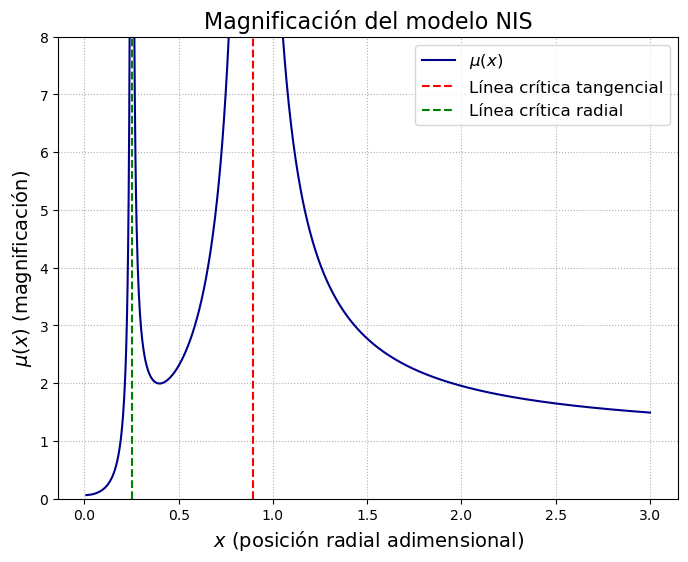 Magnificación del modelo NIS
μ(x)
Línea crítica tangencial
Línea crítica radial
μ(x) (magnificación)
8
7
6
5
4
3
2
1
0
0.0 0.5 1.0 1.5 2.0 2.5 3.0
x (posición radial adimensional)